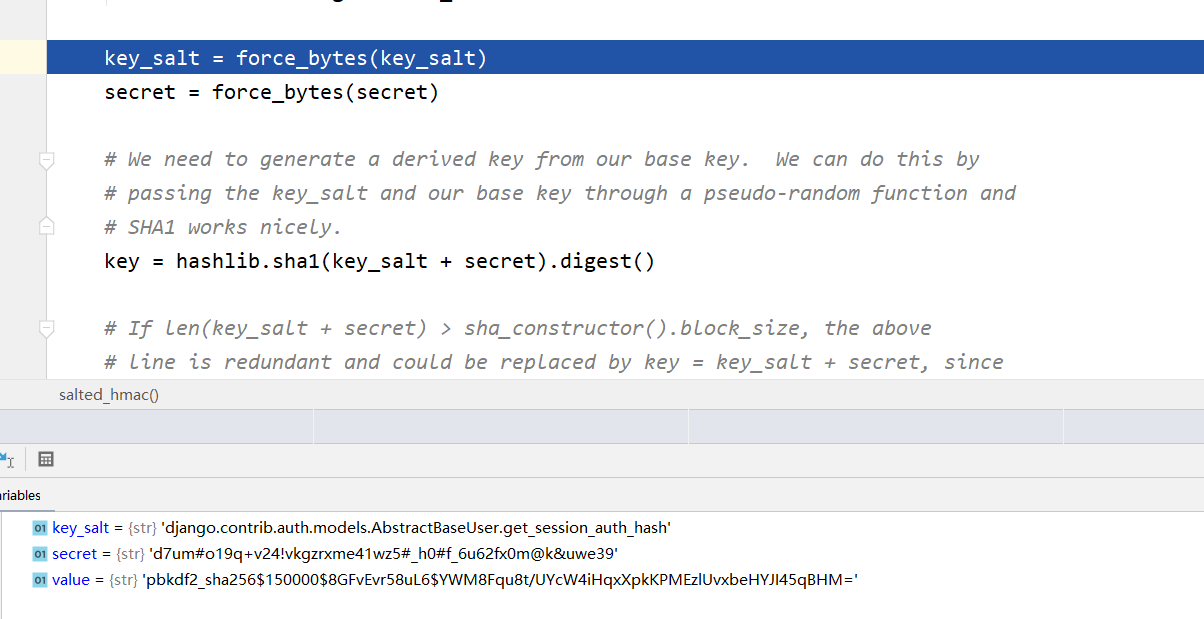 key_salt = force_bytes(key_salt)
secret = force_bytes(secret)
# We need to generate a derived key from our base key.  We can do this by
# passing the key_salt and our base key through a pseudo-random function and
# SHA1 works nicely.
key = hashlib.sha1(key_salt + secret).digest()
# If len(key_salt + secret) > sha_constructor().block_size, the above
# line is redundant and could be replaced by key = key_salt + secret, since
salted_hmac()
riables
01 key_salt = {str} 'django.contrib.auth.models.AbstractBaseUser.get_session_auth_hash'
01 secret = {str} 'd7um#o19q+v24!vkgzrxme41wz5#_h0#f_6u62fx0m@k&uwe39'
01 value = {str} 'pbkdf2_sha256$150000$8GFvEvr58uL6$YWM8Fqu8t/UYcW4iHqxXpkKPMEzlUvxbeHYJI45qBHM='